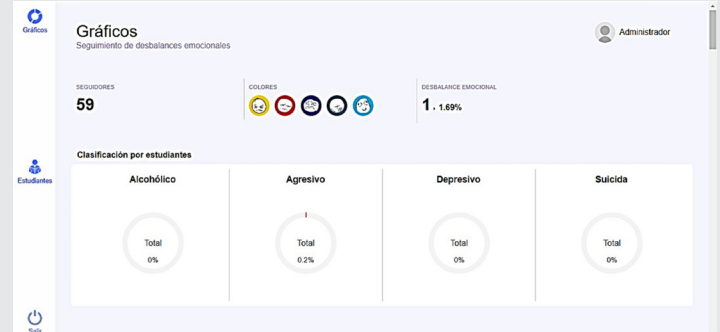 Gráficos
Gráficos
Seguimiento de desbalances emocionales
Administrador
SEGUIDORES
59
COLORES
DESBALANCE EMOCIONAL
1, 1.69%
Clasificación por estudiantes
Estudiantes
Alcohólico
Total
0%
Agresivo
Total
0.2%
Depresivo
Total
0%
Suicida
Total
0%
Salir